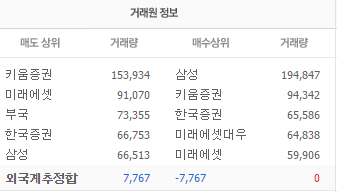 거래원 정보
매도 상위 거래량 매수상위 거래량
키움증권 153,934 삼성 194,847
미래에셋 91,070 키움증권 94,342
부국 73,355 한국증권 65,586
한국증권 66,753 미래에셋대우 64,838
삼성 66,513 미래에셋 59,906
외국계추정합 7,767 -7,767 0